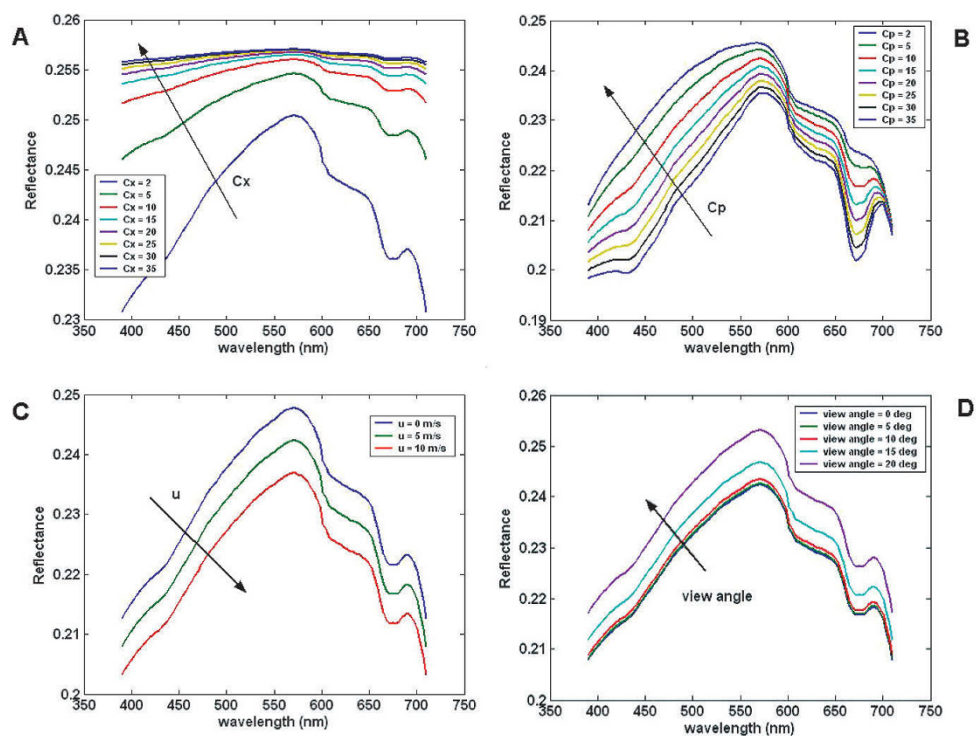 A
0.26
0.255
0.25
0.245
0.24
0.235
0.23
Reflectance
Cx
Cx = 2
Cx = 5
Cx = 10
Cx = 15
Cx = 20
Cx = 25
Cx = 30
Cx = 35
350 400 450 500 550 600 650 700 750
wavelength (nm)
B
0.25
0.24
0.23
0.22
0.21
0.2
0.19
Reflectance
Cp
Cp = 2
Cp = 5
Cp = 10
Cp = 15
Cp = 20
Cp = 25
Cp = 30
Cp = 35
350 400 450 500 550 600 650 700 750
wavelength (nm)
C
0.25
0.24
0.23
0.22
0.21
0.2
Reflectance
u
u = 0 m/s
u = 5 m/s
u = 10 m/s
350 400 450 500 550 600 650 700 750
wavelength (nm)
D
0.26
0.25
0.24
0.23
0.22
0.21
0.2
Reflectance
view angle
view angle = 0 deg
view angle = 5 deg
view angle = 10 deg
view angle = 15 deg
view angle = 20 deg
350 400 450 500 550 600 650 700 750
wavelength (nm)